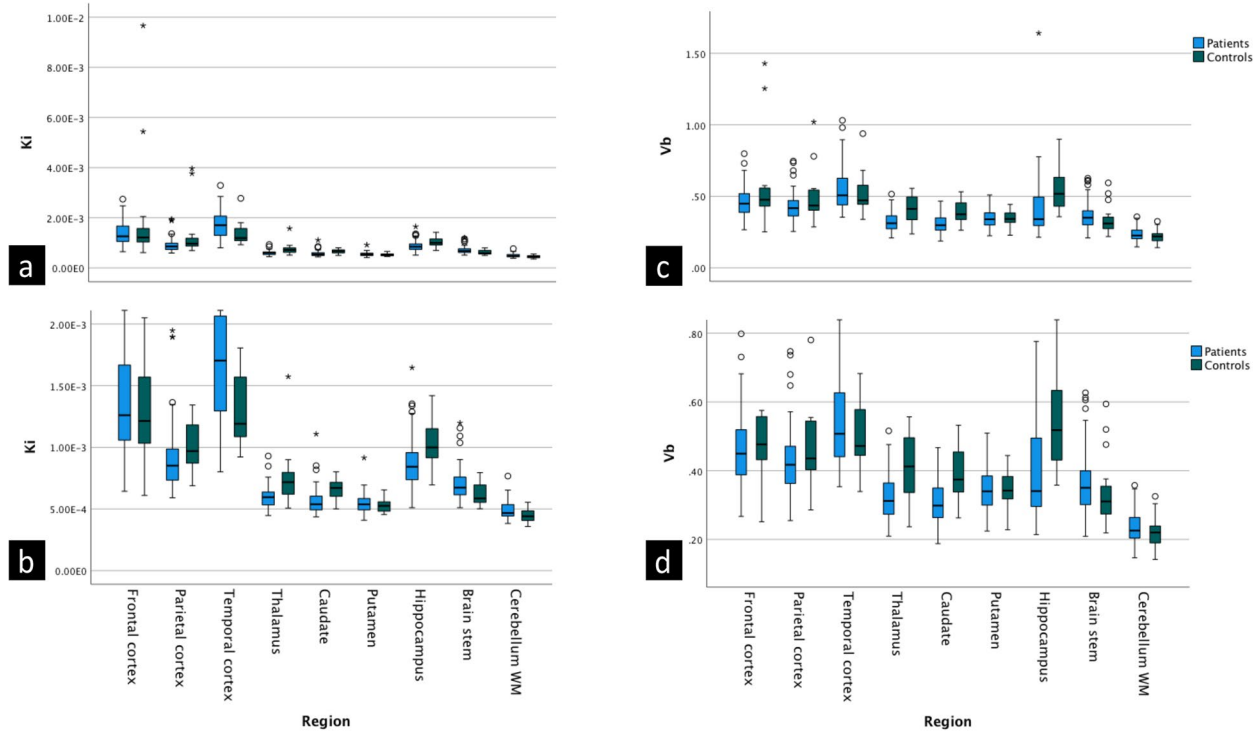 1.00E-2
8.00E-3
6.00E-3
4.00E-3
2.00E-3
0.00E0
Ki
a
1.50
1.00
.50
.00
Vb
c
Patients
Controls
2.00E-3
1.50E-3
1.00E-3
5.00E-4
0.00E0
Ki
b
Frontal cortex
Parietal cortex
Temporal cortex
Thalamus
Caudate
Putamen
Hippocampus
Brain stem
Cerebellum WM
Region
.80
.60
.40
.20
Vb
d
Patients
Controls
Frontal cortex
Parietal cortex
Temporal cortex
Thalamus
Caudate
Putamen
Hippocampus
Brain stem
Cerebellum WM
Region